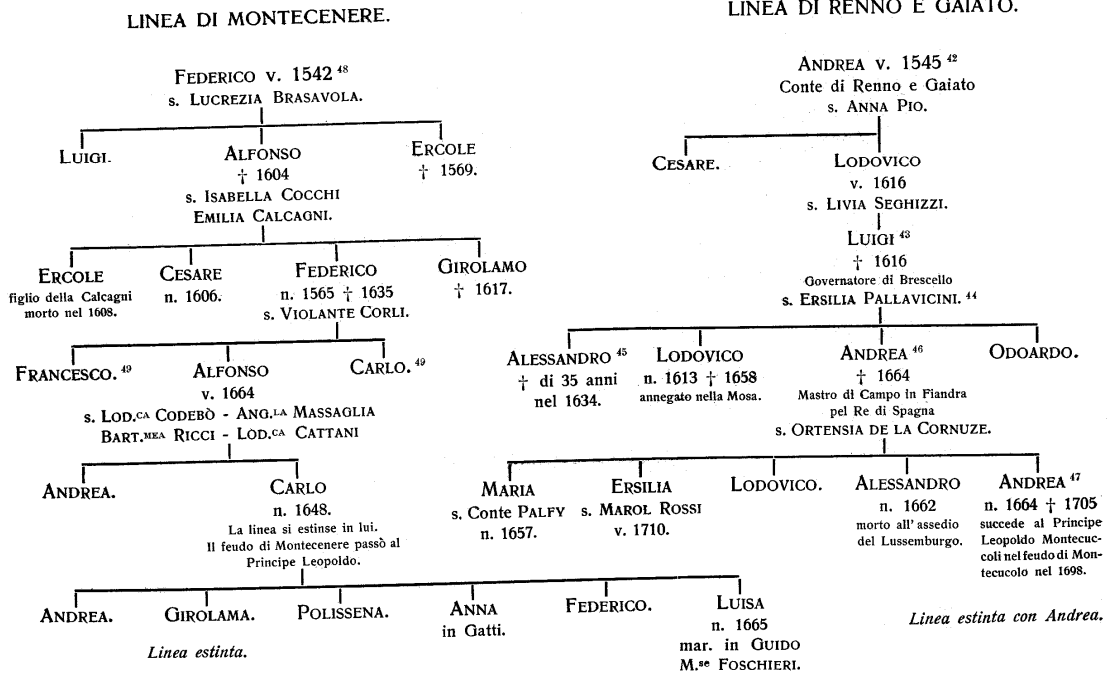 LINEA DI MONTECENERE.
FEDERICO v. 1542 48
s. LUCREZIA BRASAVOLA.
LUIGI.
ALFONSO
† 1604
s. ISABELLA COCCHI
EMILIA CALCAGNI.
ERCOLE
† 1569.
ERCOLE
figlio della Calcagni
morto nel 1608.
CESARE
n. 1606.
FEDERICO
n. 1565 † 1635
s. VIOLANTE CORLI.
GIROLAMO
† 1617.
FRANCESCO. 49
ALFONSO
v. 1664
s. LOD.CA CODEBÒ - ANG.LA MASSAGLIA
BART.MEA RICCI - LOD.CA CATTANI
CARLO. 49
ANDREA.
CARLO
n. 1648.
La linea si estinse in lui.
Il feudo di Montecenere passò al
Principe Leopoldo.
ANDREA.
GIROLAMA.
POLISSENA.
ANNA
in Gatti.
FEDERICO.
LUISA
n. 1665
mar. in GUIDO
M.se FOSCHIERI.
Linea estinta.
LINEA DI RENNO E GAIATO.
ANDREA v. 1545 42
Conte di Renno e Gaiato
s. ANNA PIO.
CESARE.
LODOVICO
v. 1616
s. LIVIA SEGHIZZI.
LUIGI 43
† 1616
Governatore di Brescello
s. ERSILIA PALLAVICINI. 44
ALESSANDRO 45
† di 35 anni
nel 1634.
LODOVICO
n. 1613 † 1658
annegato nella Mosa.
ANDREA 46
† 1664
Mastro di Campo in Fiandra
pel Re di Spagna
s. ORTENSIA DE LA CORNUZE.
ODOARDO.
MARIA
s. Conte PALFY
n. 1657.
ERSILIA
s. MAROL ROSSI
v. 1710.
LODOVICO.
ALESSANDRO
n. 1662
morto all'assedio
del Lussemburgo.
ANDREA 47
n. 1664 † 1705
succede al Principe
Leopoldo Montecuc-
coli nel feudo di Mon-
tecucolo nel 1698.
Linea estinta con Andrea.